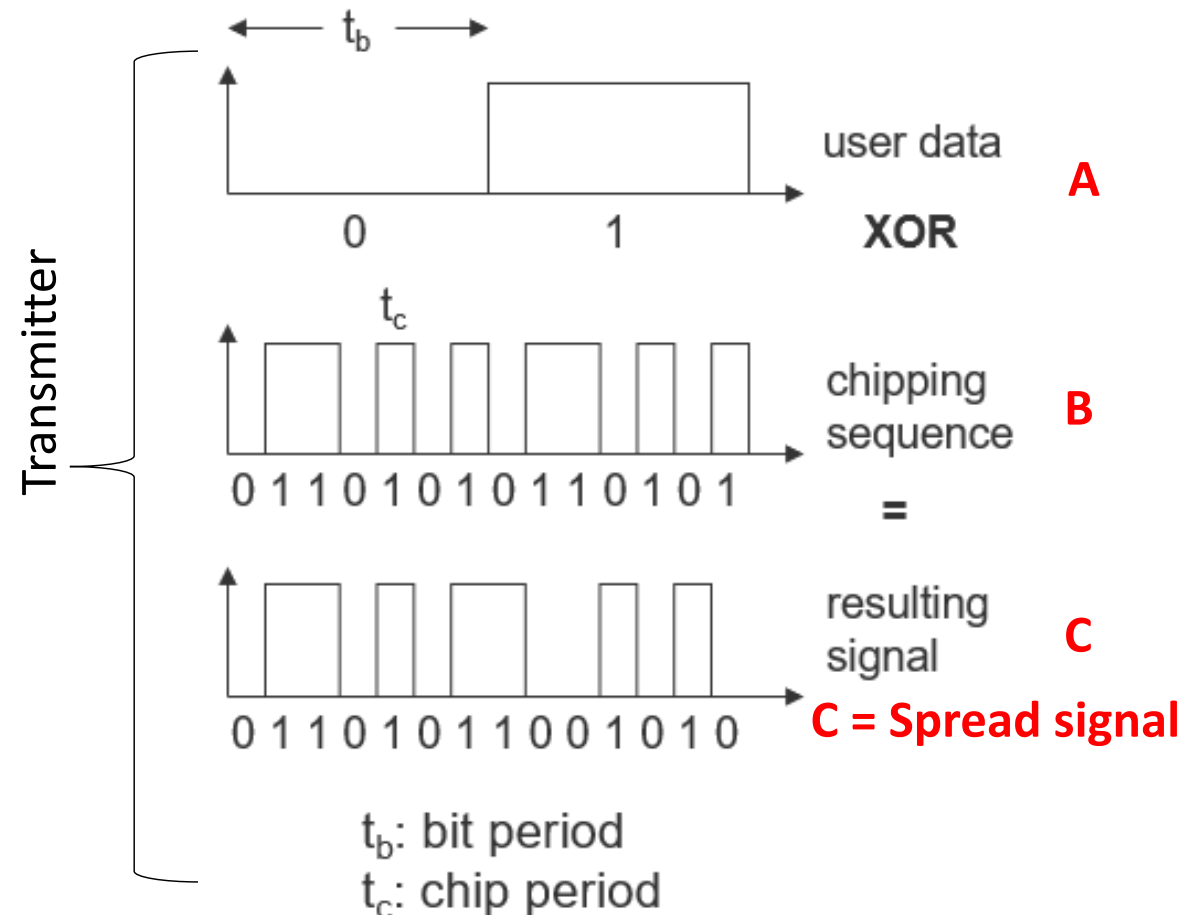 Transmitter
tb
user data
A
0 1
XOR
tc
chipping
sequence
B
0 1 1 0 1 0 1 0 1 1 0 1 0 1
=
resulting
signal
C
0 1 1 0 1 0 1 1 0 0 1 0 1 0
C = Spread signal
tb: bit period
tc: chip period